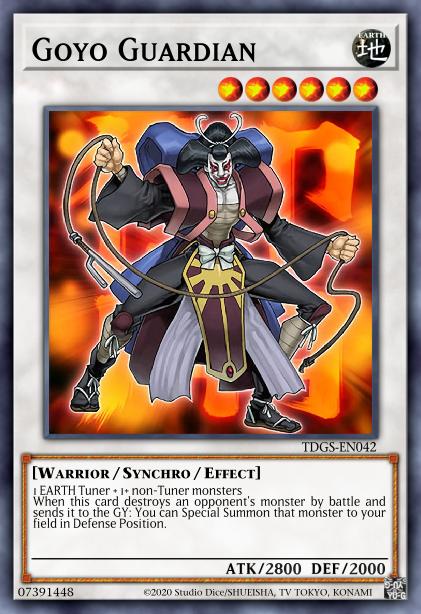 GOYO GUARDIAN
EARTH
地
TDGS-EN042
[WARRIOR / SYNCHRO / EFFECT]
1 EARTH Tuner + 1+ non-Tuner monsters
When this card destroys an opponent's monster by battle and
sends it to the GY: You can Special Summon that monster to your
field in Defense Position.
ATK/2800 DEF/2000
07391448
©2020 Studio Dice/SHUEISHA, TV TOKYO, KONAMI